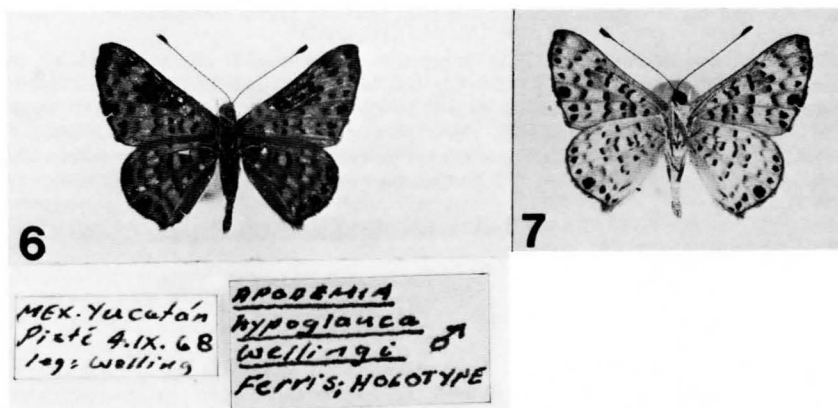 6
7
MEX. Yucatán
Pisté 4.IX.68
leg: Welling
APODEMIA
hypoglauca
wellingi ♂
Ferris; HOLOTYPE